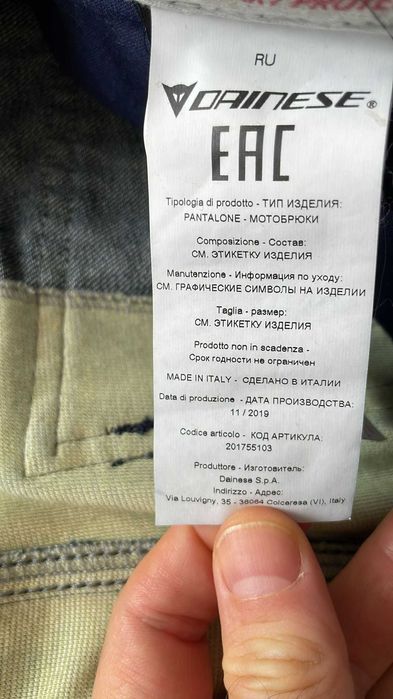 RU
DAINESE®
EAC
Tipologia di prodotto - ТИП ИЗДЕЛИЯ:
PANTALONE - МОТОБРЮКИ
Composizione - Состав:
СМ. ЭТИКЕТКУ ИЗДЕЛИЯ
Manutenzione - Информация по уходу:
СМ. ГРАФИЧЕСКИЕ СИМВОЛЫ НА ИЗДЕЛИИ
Taglia - размер:
СМ. ЭТИКЕТКУ ИЗДЕЛИЯ
Prodotto non in scadenza -
Срок годности не ограничен
MADE IN ITALY - СДЕЛАНО В ИТАЛИИ
Data di produzione - ДАТА ПРОИЗВОДСТВА:
11 / 2019
Codice articolo - КОД АРТИКУЛА:
201755103
Produttore - Изготовитель:
Dainese S.p.A.
Indirizzo - Адрес:
Via Louvigny, 35 - 36064 Colceresa (VI), Italy